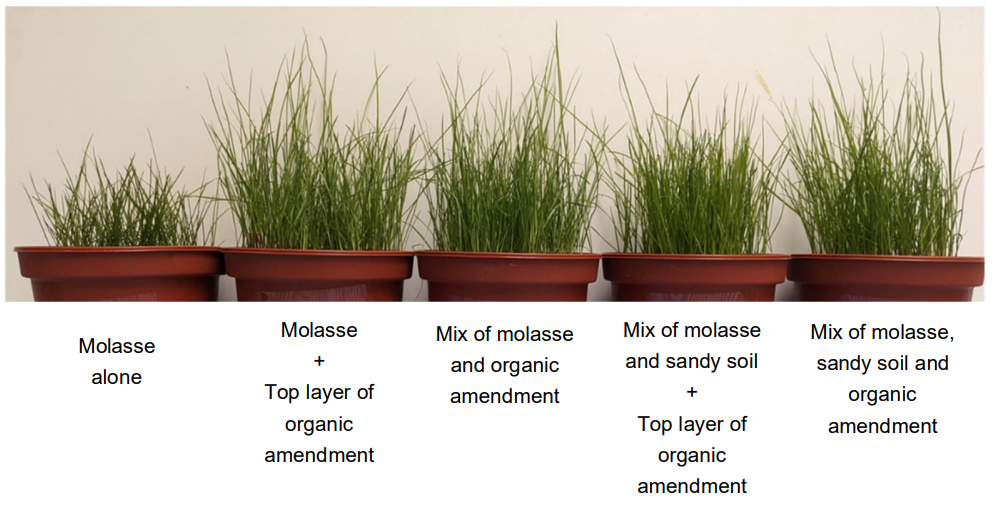 Molasse
alone
Molasse
+
Top layer of
organic
amendment
Mix of molasse
and organic
amendment
Mix of molasse
and sandy soil
+
Top layer of
organic
amendment
Mix of molasse,
sandy soil and
organic
amendment